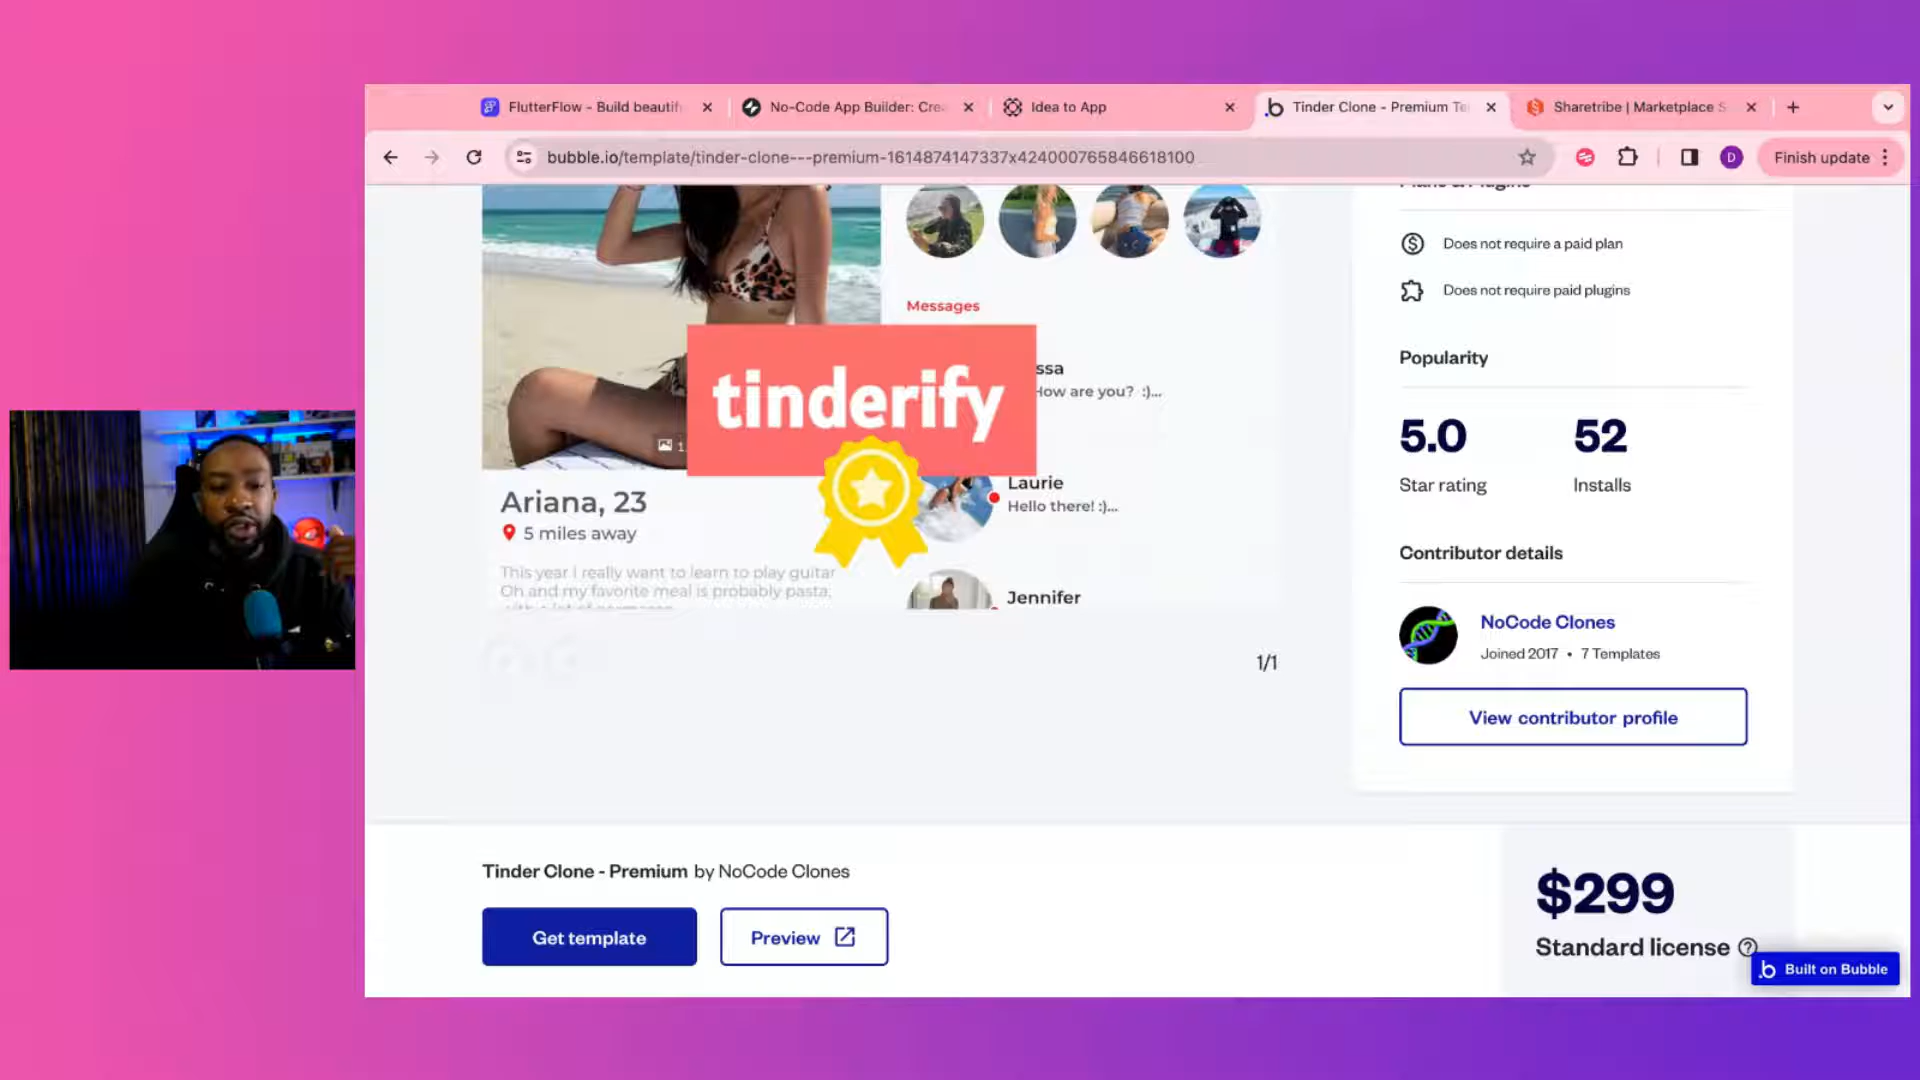 FlutterFlow - Build beautif
No-Code App Builder: Crea
Idea to App
Tinder Clone - Premium Te
Sharetribe | Marketplace S
bubble.io/template/tinder-clone---premium-1614874147337x424000765846618100
D
Finish update
Plans & Plugins
Does not require a paid plan
Does not require paid plugins
Messages
ssa
How are you? :)...
tinderify
1
Laurie
Hello there! :)...
Ariana, 23
5 miles away
This year I really want to learn to play guitar
Oh and my favorite meal is probably pasta,
Jennifer
1/1
Popularity
5.0
52
Star rating
Installs
Contributor details
NoCode Clones
Joined 2017 • 7 Templates
View contributor profile
Tinder Clone - Premium by NoCode Clones
Get template
Preview
$299
Standard license
Built on Bubble